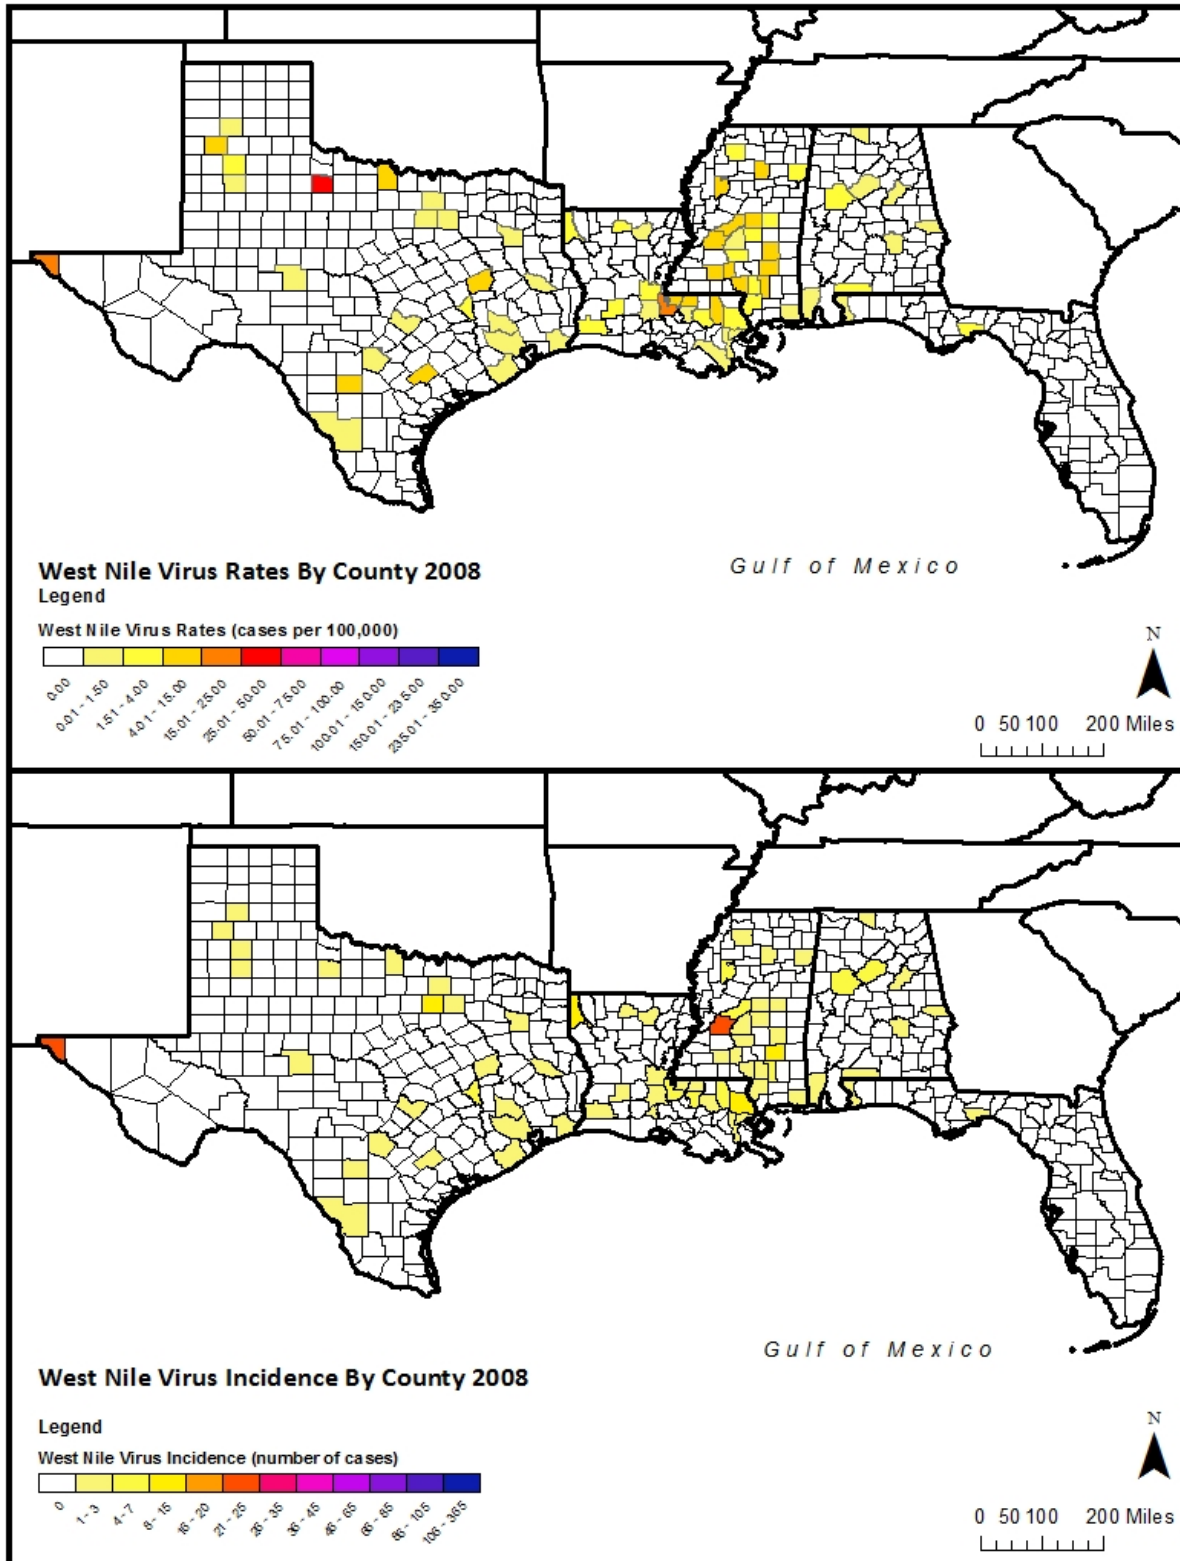 Gulf of Mexico
West Nile Virus Rates By County 2008
Legend
West Nile Virus Rates (cases per 100,000)
0.00
0.01 - 1.50
1.51 - 4.00
4.01 - 15.00
15.01 - 25.00
25.01 - 50.00
50.01 - 75.00
75.01 - 100.00
100.01 - 150.00
150.01 - 235.00
235.01 - 350.00
N
0 50 100 200 Miles
Gulf of Mexico
West Nile Virus Incidence By County 2008
Legend
West Nile Virus Incidence (number of cases)
0
1 - 3
4 - 7
8 - 15
16 - 20
21 - 25
26 - 35
36 - 45
46 - 65
66 - 85
86 - 105
106 - 365
N
0 50 100 200 Miles